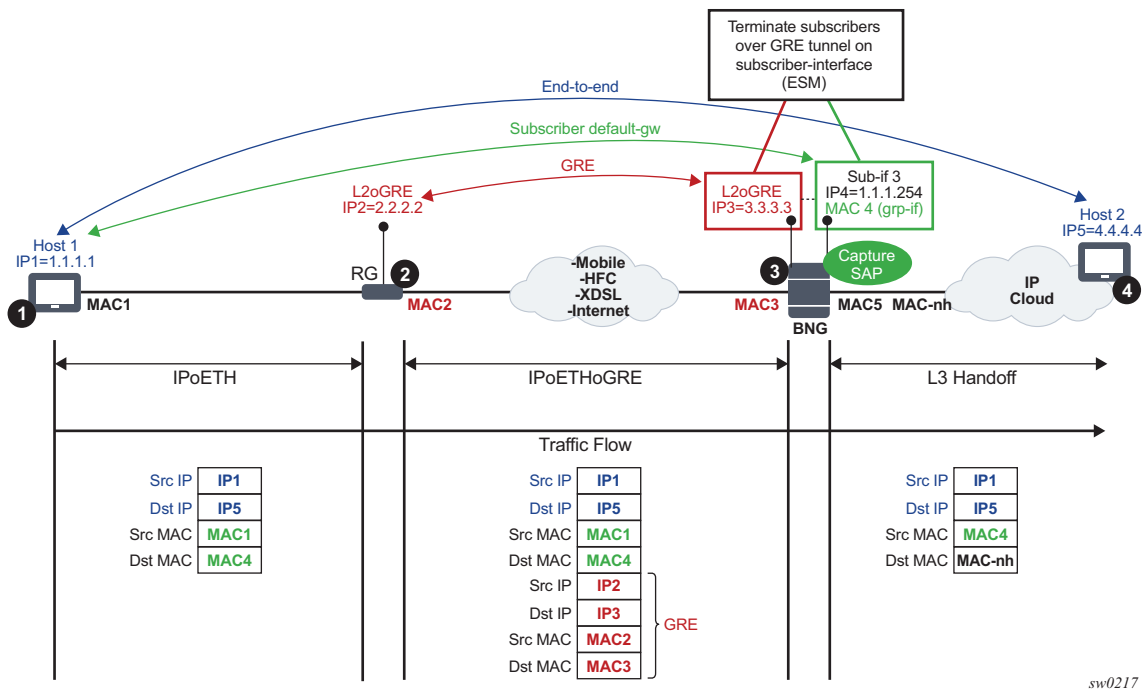 Terminate subscribers
over GRE tunnel on
subscriber-interface
(ESM)
End-to-end
Subscriber default-gw
GRE
L2oGRE
IP2=2.2.2.2
L2oGRE
IP3=3.3.3.3
Sub-if 3
IP4=1.1.1.254
MAC 4 (grp-if)
Host 2
IP5=4.4.4.4
Host 1
IP1=1.1.1.1
RG
2
-Mobile
-HFC
-XDSL
-Internet
3
Capture
SAP
IP
Cloud
4
1
MAC1
MAC2
MAC3
BNG
MAC5
MAC-nh
IPoETH
IPoETHoGRE
L3 Handoff
Traffic Flow
Src IP IP1
Dst IP IP5
Src MAC MAC1
Dst MAC MAC4
Src IP IP1
Dst IP IP5
Src MAC MAC1
Dst MAC MAC4
Src IP IP2
Dst IP IP3
Src MAC MAC2
Dst MAC MAC3
GRE
Src IP IP1
Dst IP IP5
Src MAC MAC4
Dst MAC MAC-nh
sw0217